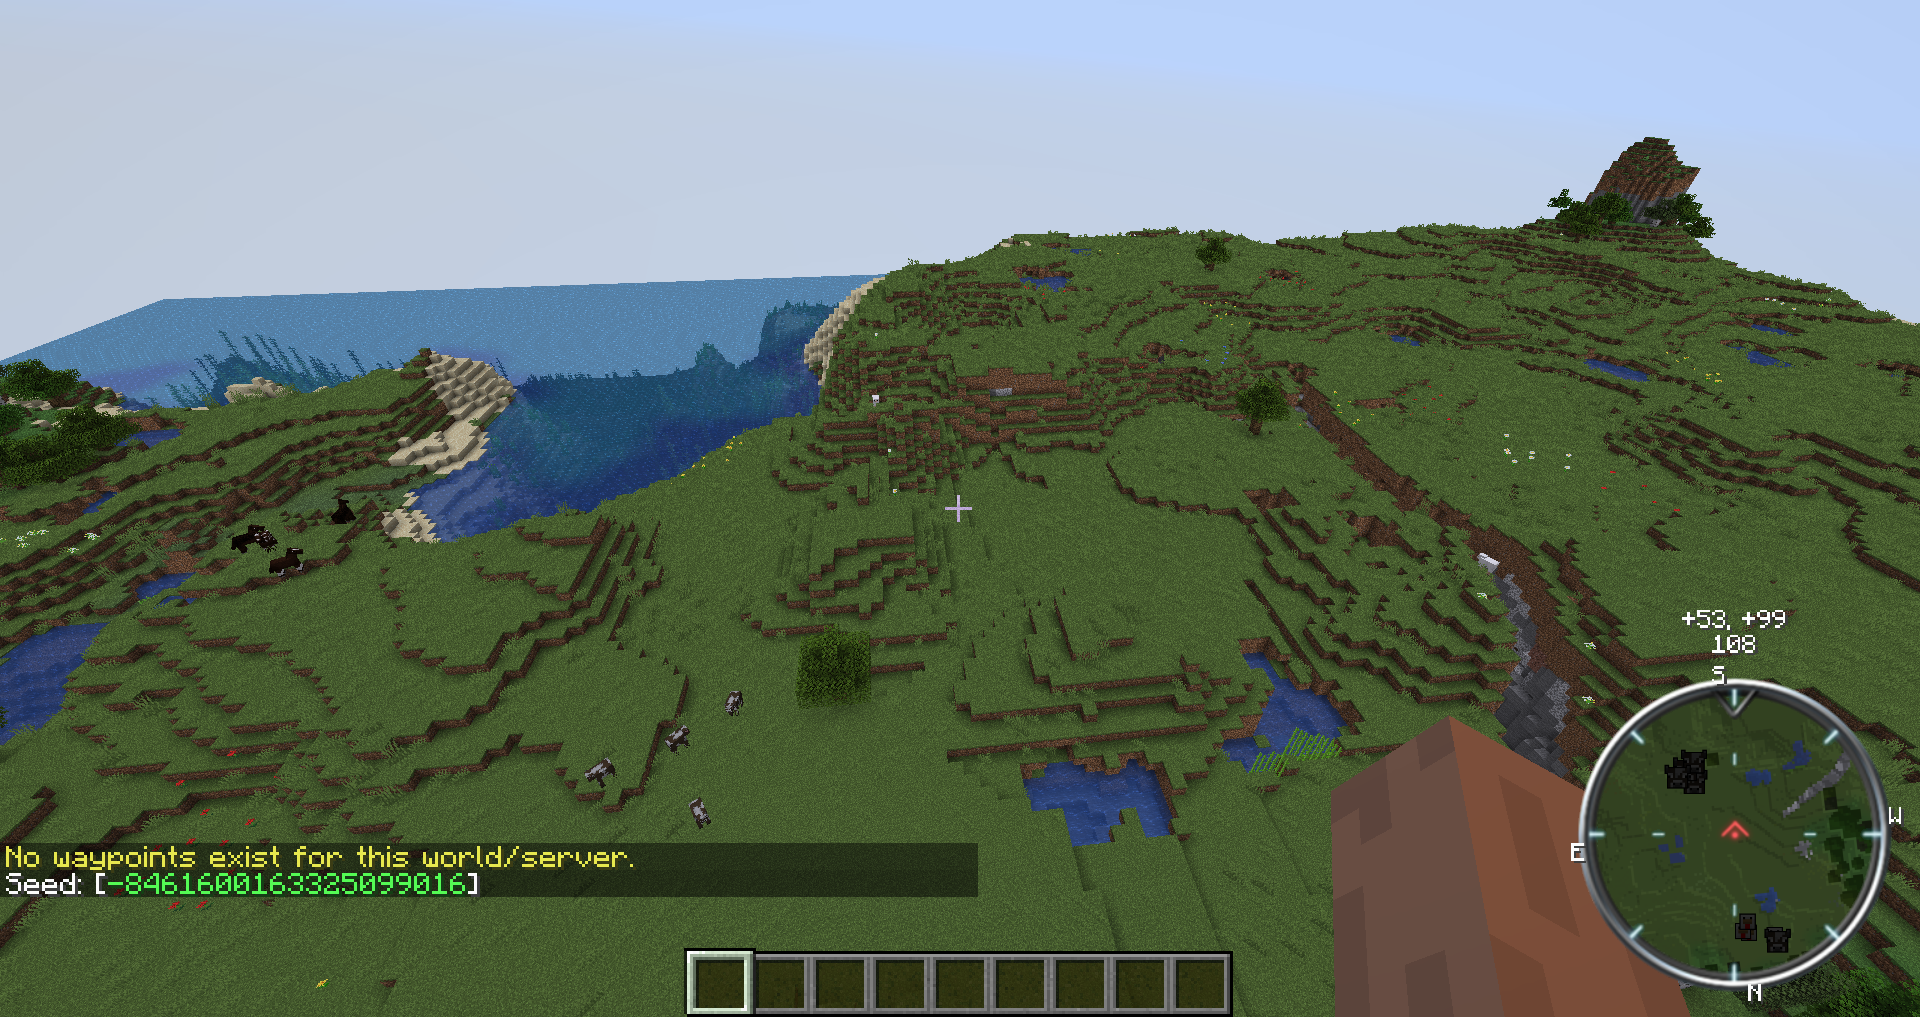 No waypoints exist for this world/server.
Seed: [-8461600163325099016]
+53, +99
108
S
W
E
N